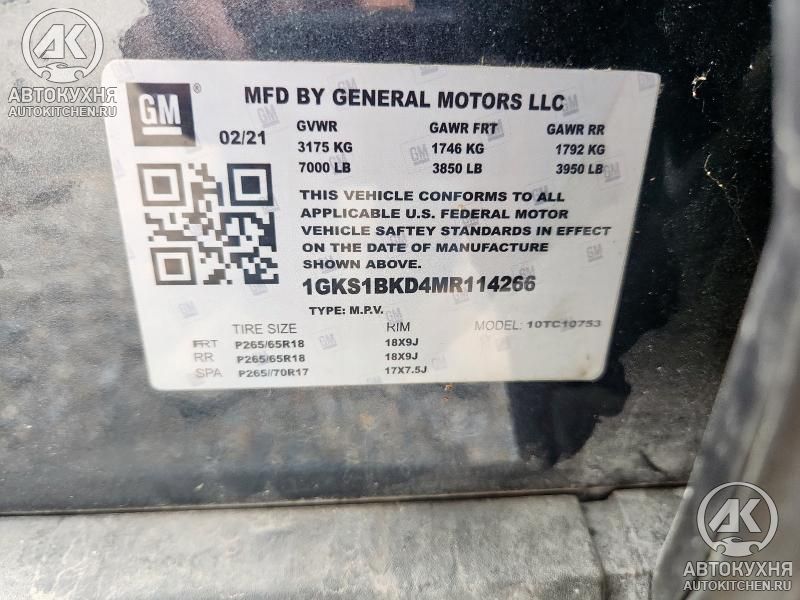 AK
АВТОКУХНЯ
AUTOKITCHEN.RU
GM ®
MFD BY GENERAL MOTORS LLC
02/21
GVWR GAWR FRT GAWR RR
3175 KG 1746 KG 1792 KG
7000 LB 3850 LB 3950 LB
THIS VEHICLE CONFORMS TO ALL
APPLICABLE U.S. FEDERAL MOTOR
VEHICLE SAFTEY STANDARDS IN EFFECT
ON THE DATE OF MANUFACTURE
SHOWN ABOVE.
1GKS1BKD4MR114266
TYPE: M.P.V.
TIRE SIZE RIM MODEL: 10TC10753
FRT P265/65R18 18X9J
RR P265/65R18 18X9J
SPA P265//70R17 17X7.5J
AK
АВТОКУХНЯ
AUTOKITCHEN.RU